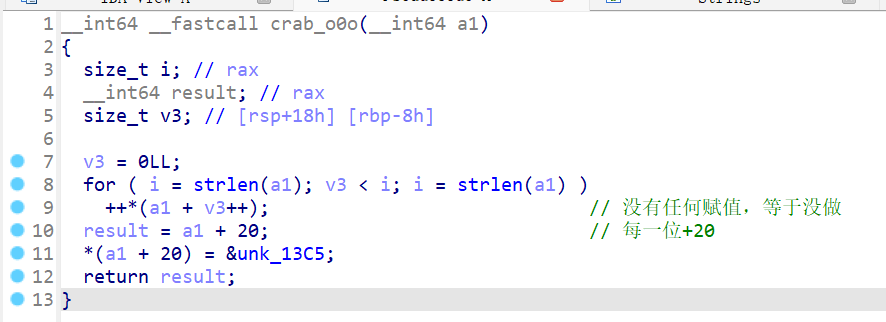 1 __int64 __fastcall crab_o0o(__int64 a1)
2 {
3 size_t i; // rax
4 __int64 result; // rax
5 size_t v3; // [rsp+18h] [rbp-8h]
6
7 v3 = 0LL;
8 for ( i = strlen(a1); v3 < i; i = strlen(a1) )
9 ++*(a1 + v3++); // 没有任何赋值，等于没做
10 result = a1 + 20; // 每一位+20
11 *(a1 + 20) = &unk_13C5;
12 return result;
13 }